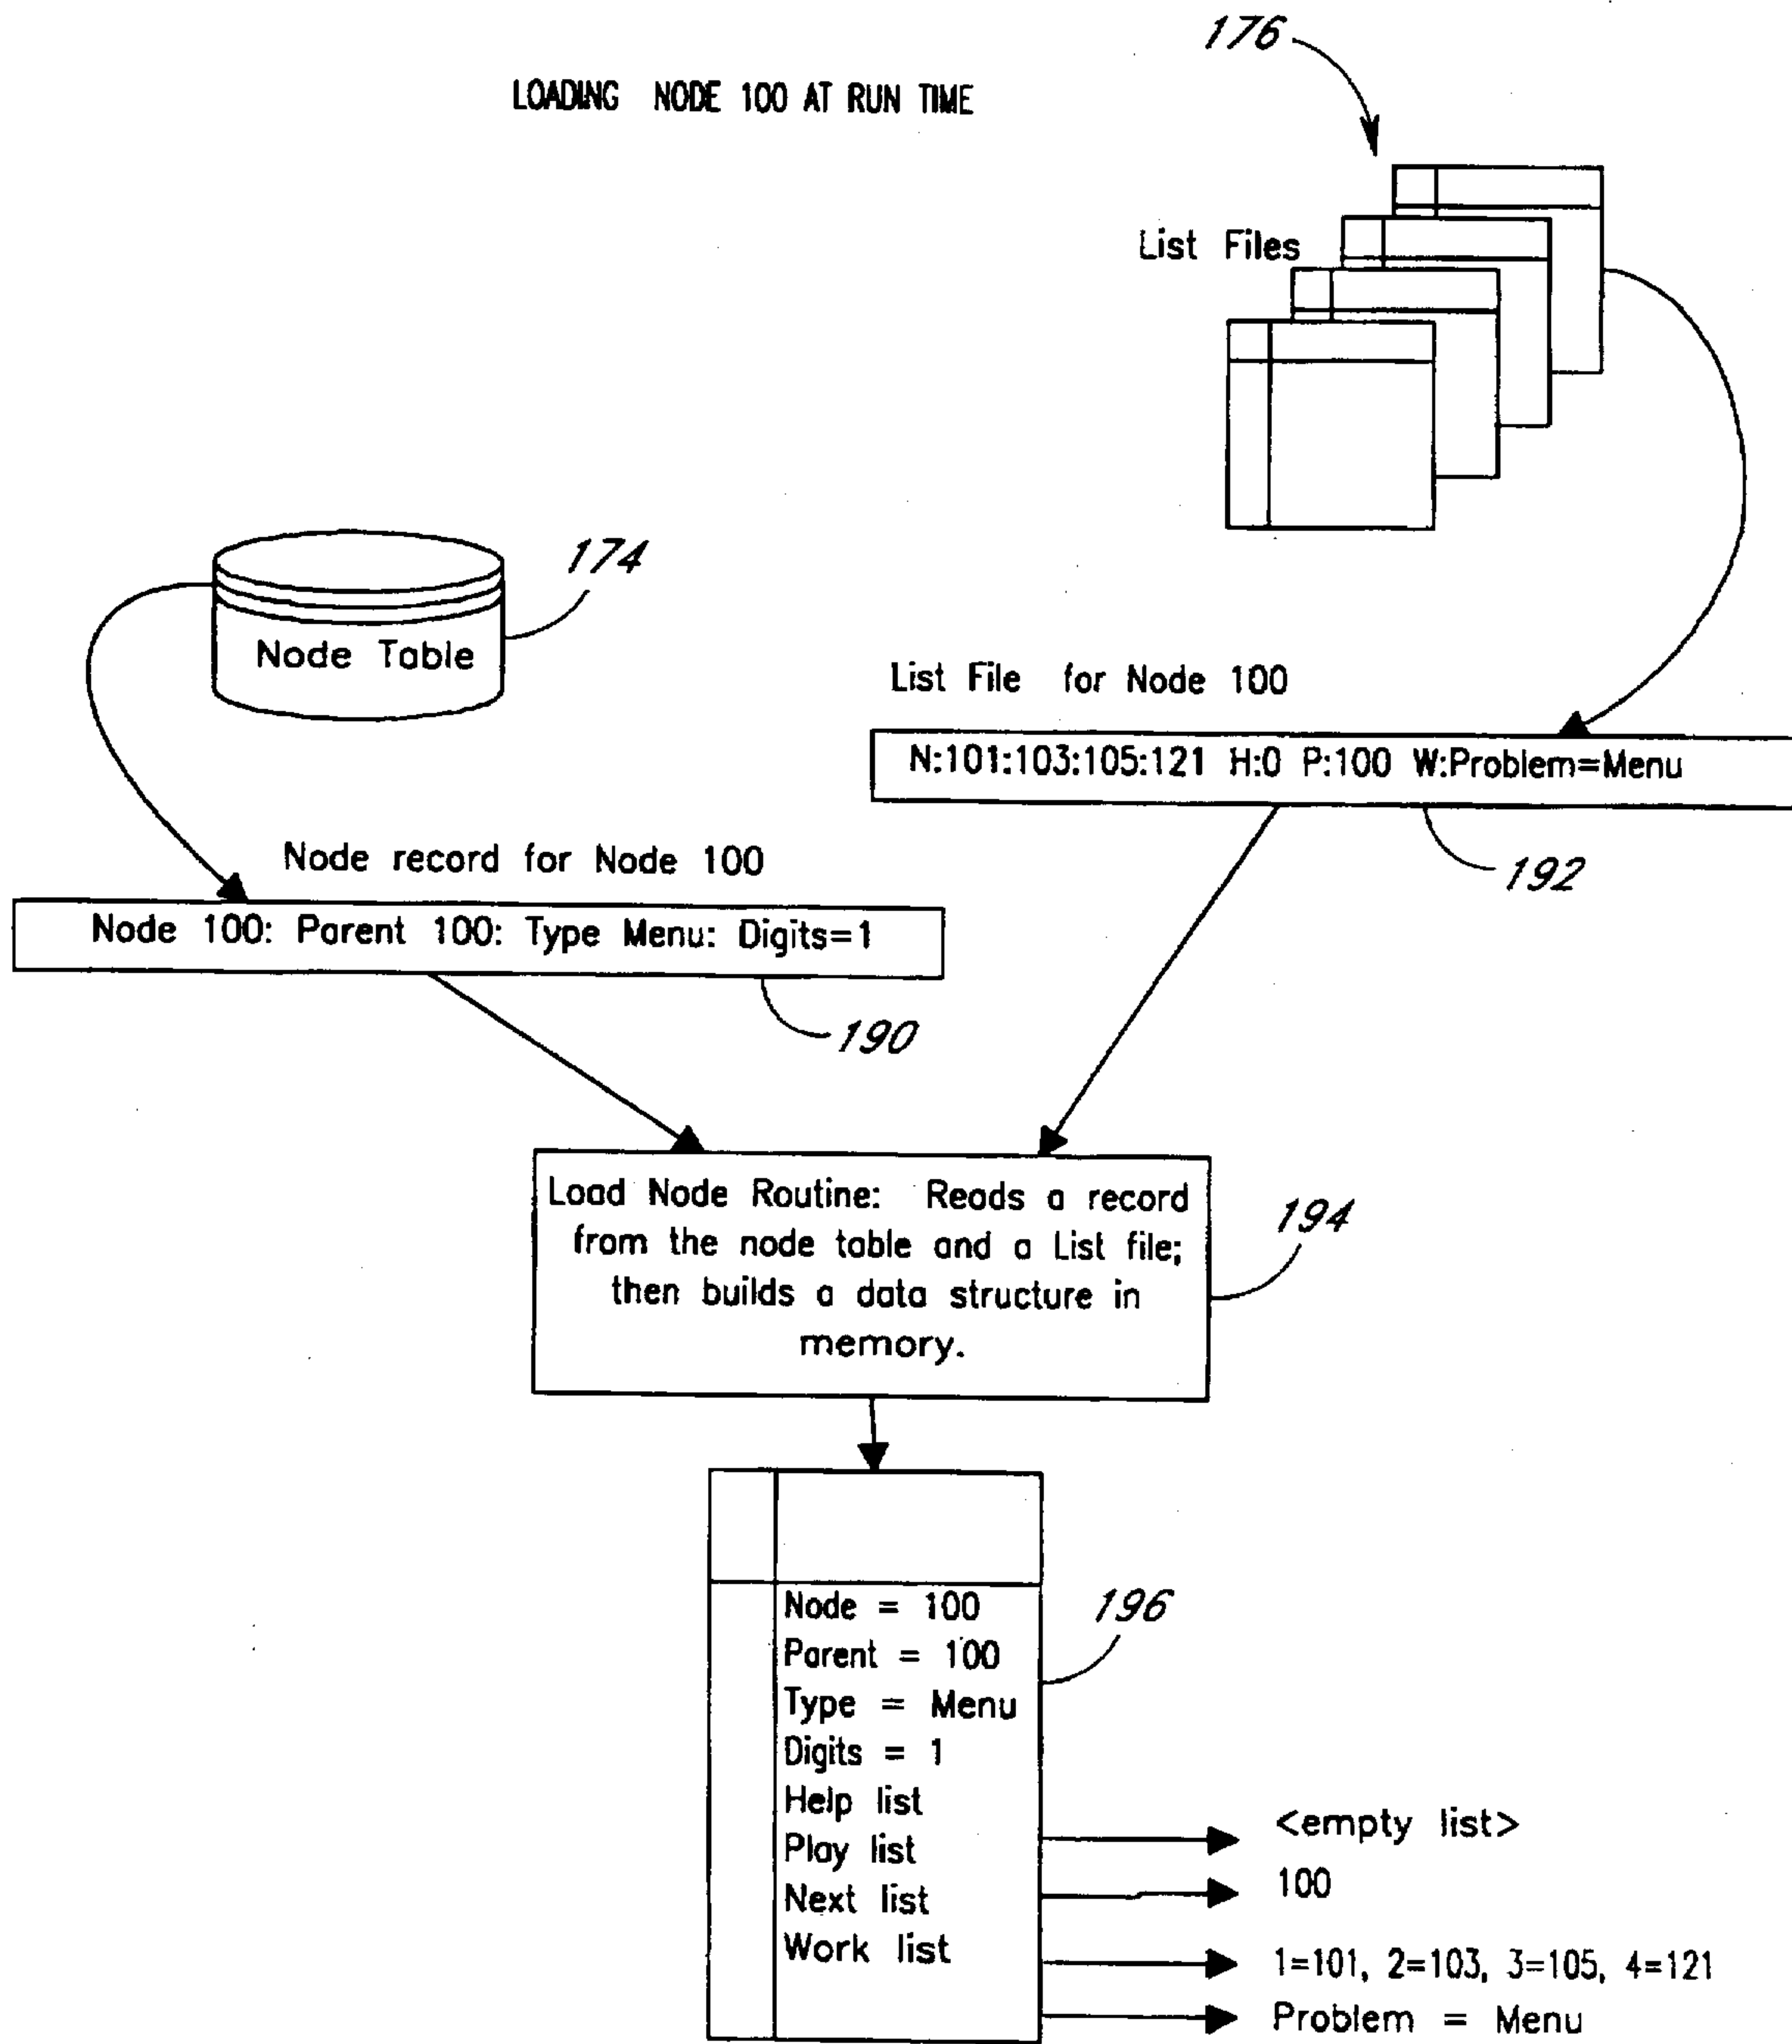 176
LOADING NODE 100 AT RUN TIME
List Files
174
Node Table
List File for Node 100
N:101:103:105:121 H:0 P:100 W:Problem=Menu
192
Node record for Node 100
Node 100: Parent 100: Type Menu: Digits=1
190
Load Node Routine: Reads a record
from the node table and a List file;
then builds a data structure in
memory.
194
Node = 100
Parent = 100
Type = Menu
Digits = 1
Help list
Play list
Next list
Work list
196
<empty list>
100
1=101, 2=103, 3=105, 4=121
Problem = Menu